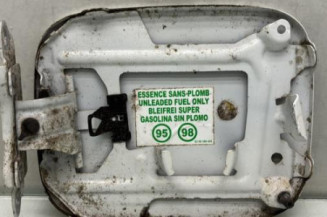 ESSENCE SANS-PLOMB
UNLEADED FUEL ONLY
BLEIFREI SUPER
GASOLINA SIN PLOMO
95 98